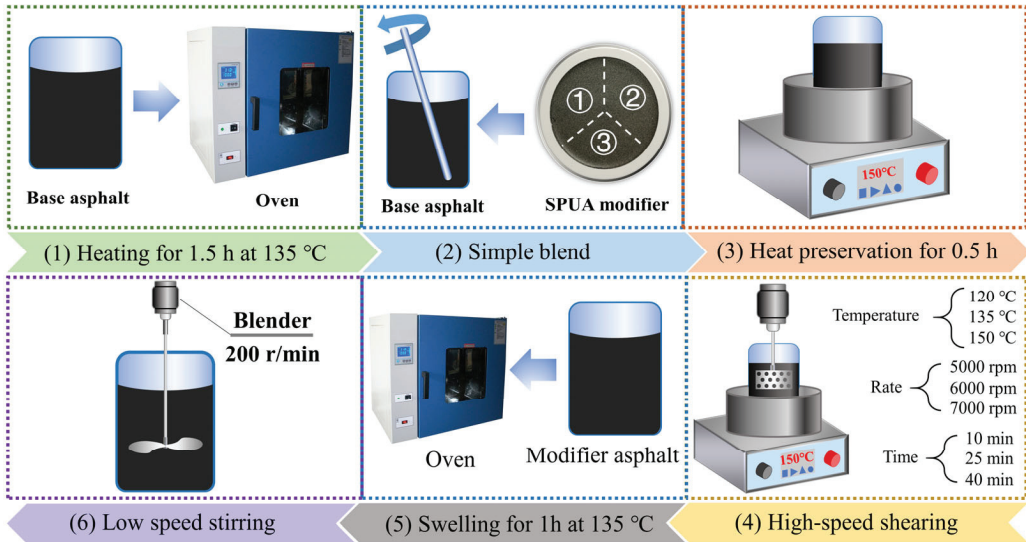 Base asphalt
Oven
(1) Heating for 1.5 h at 135 °C
①
②
③
Base asphalt
SPUA modifier
(2) Simple blend
150°C
(3) Heat preservation for 0.5 h
Temperature
120 °C
135 °C
150 °C
Rate
5000 rpm
6000 rpm
7000 rpm
Time
10 min
25 min
40 min
150°C
(4) High-speed shearing
Oven
Modifier asphalt
(5) Swelling for 1h at 135 °C
Blender
200 r/min
(6) Low speed stirring